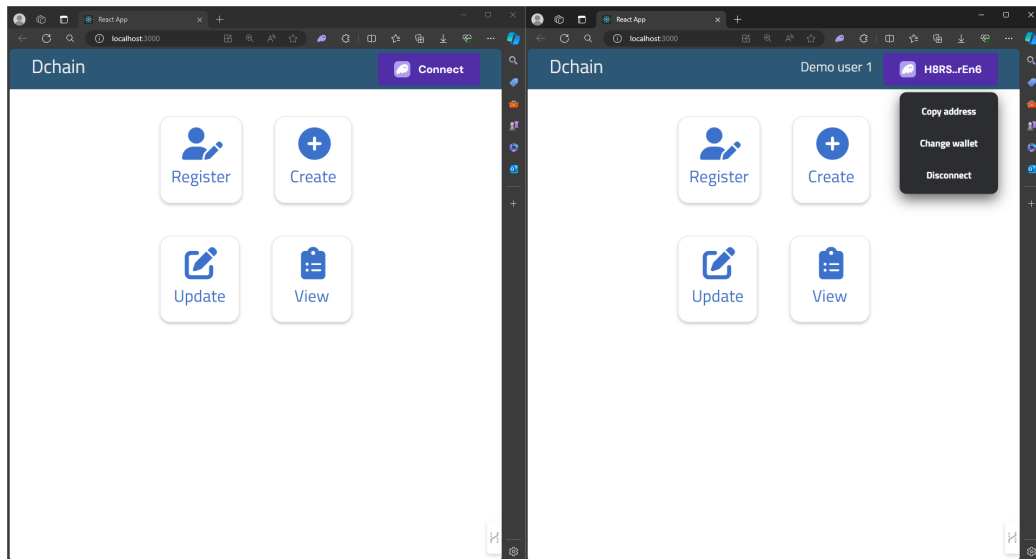 React App
localhost:3000
Dchain
Connect
Register
Create
Update
View
React App
localhost:3000
Dchain
Demo user 1
H8RS..rEn6
Copy address
Change wallet
Disconnect
Register
Create
Update
View